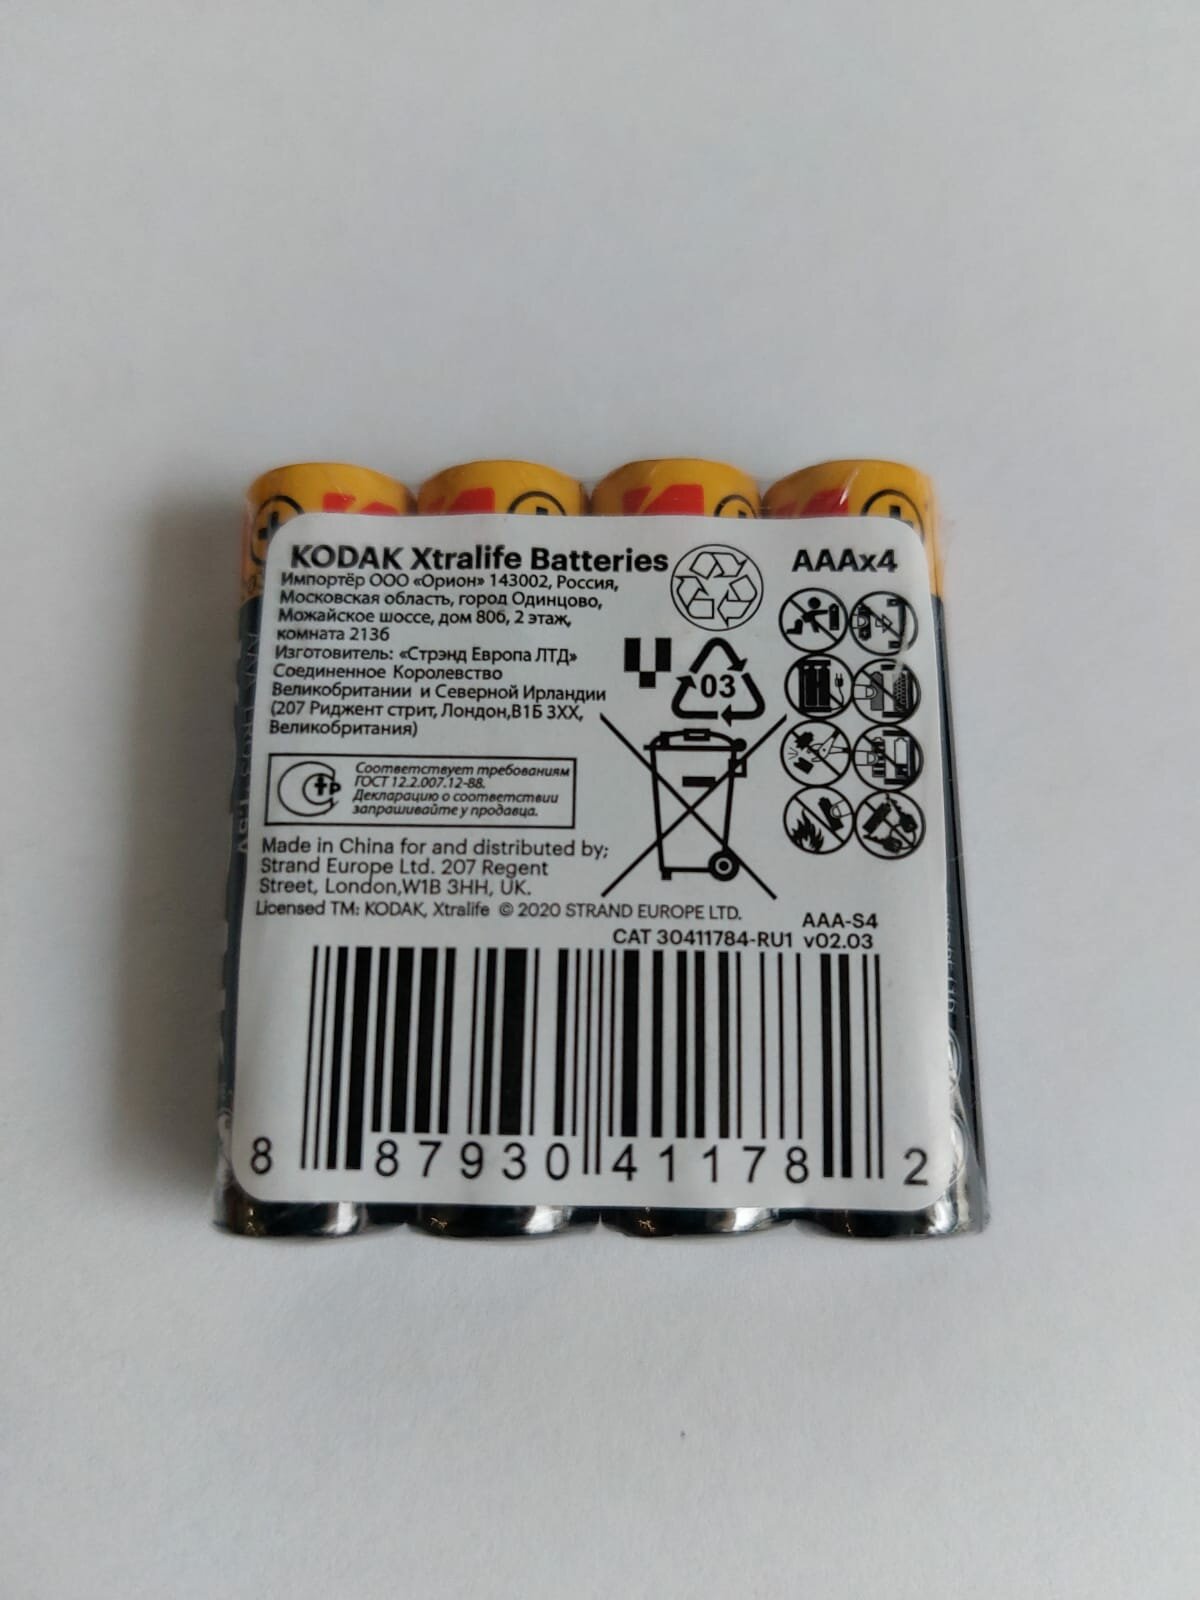 KODAK Xtralife Batteries
AAAx4
Импортёр ООО «Орион» 143002, Россия,
Московская область, город Одинцово,
Можайское шоссе, дом 80б, 2 этаж,
комната 213б
Изготовитель: «Стрэнд Европа ЛТД»
Соединенное Королевство
Великобритании и Северной Ирландии
(207 Риджент стрит, Лондон,В1Б 3ХХ,
Великобритания)
03
Соответствует требованиям
ГОСТ 12.2.007.12-88.
Декларацию о соответствии
запрашивайте у продавца.
Made in China for and distributed by;
Strand Europe Ltd. 207 Regent
Street, London,W1B 3HH, UK.
Licensed TM: KODAK, Xtralife © 2020 STRAND EUROPE LTD.
AAA-S4
CAT 30411784-RU1 v02.03
8 87930 41178 2